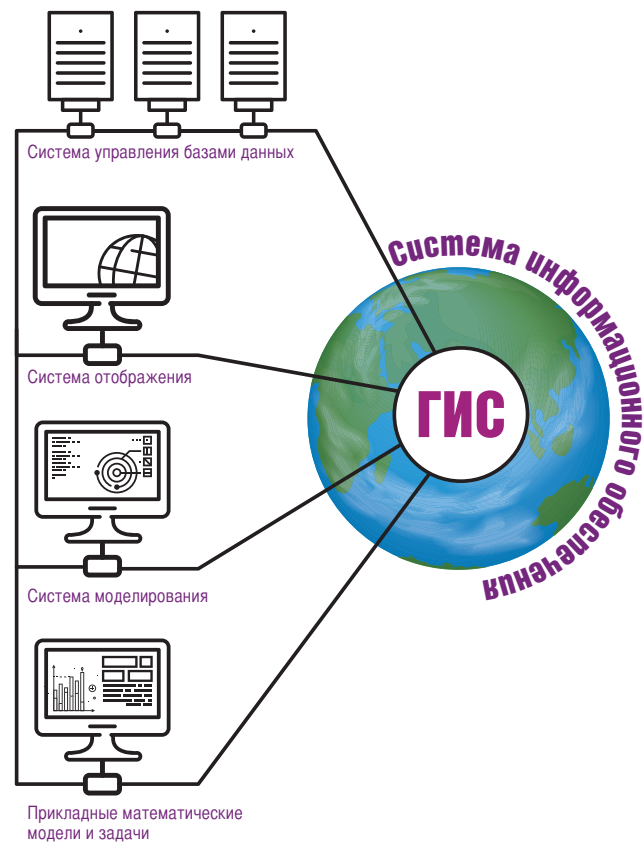 Система управления базами данных
Система информационного обеспечения
Система отображения
ГИС
Система моделирования
Прикладные математические
модели и задачи